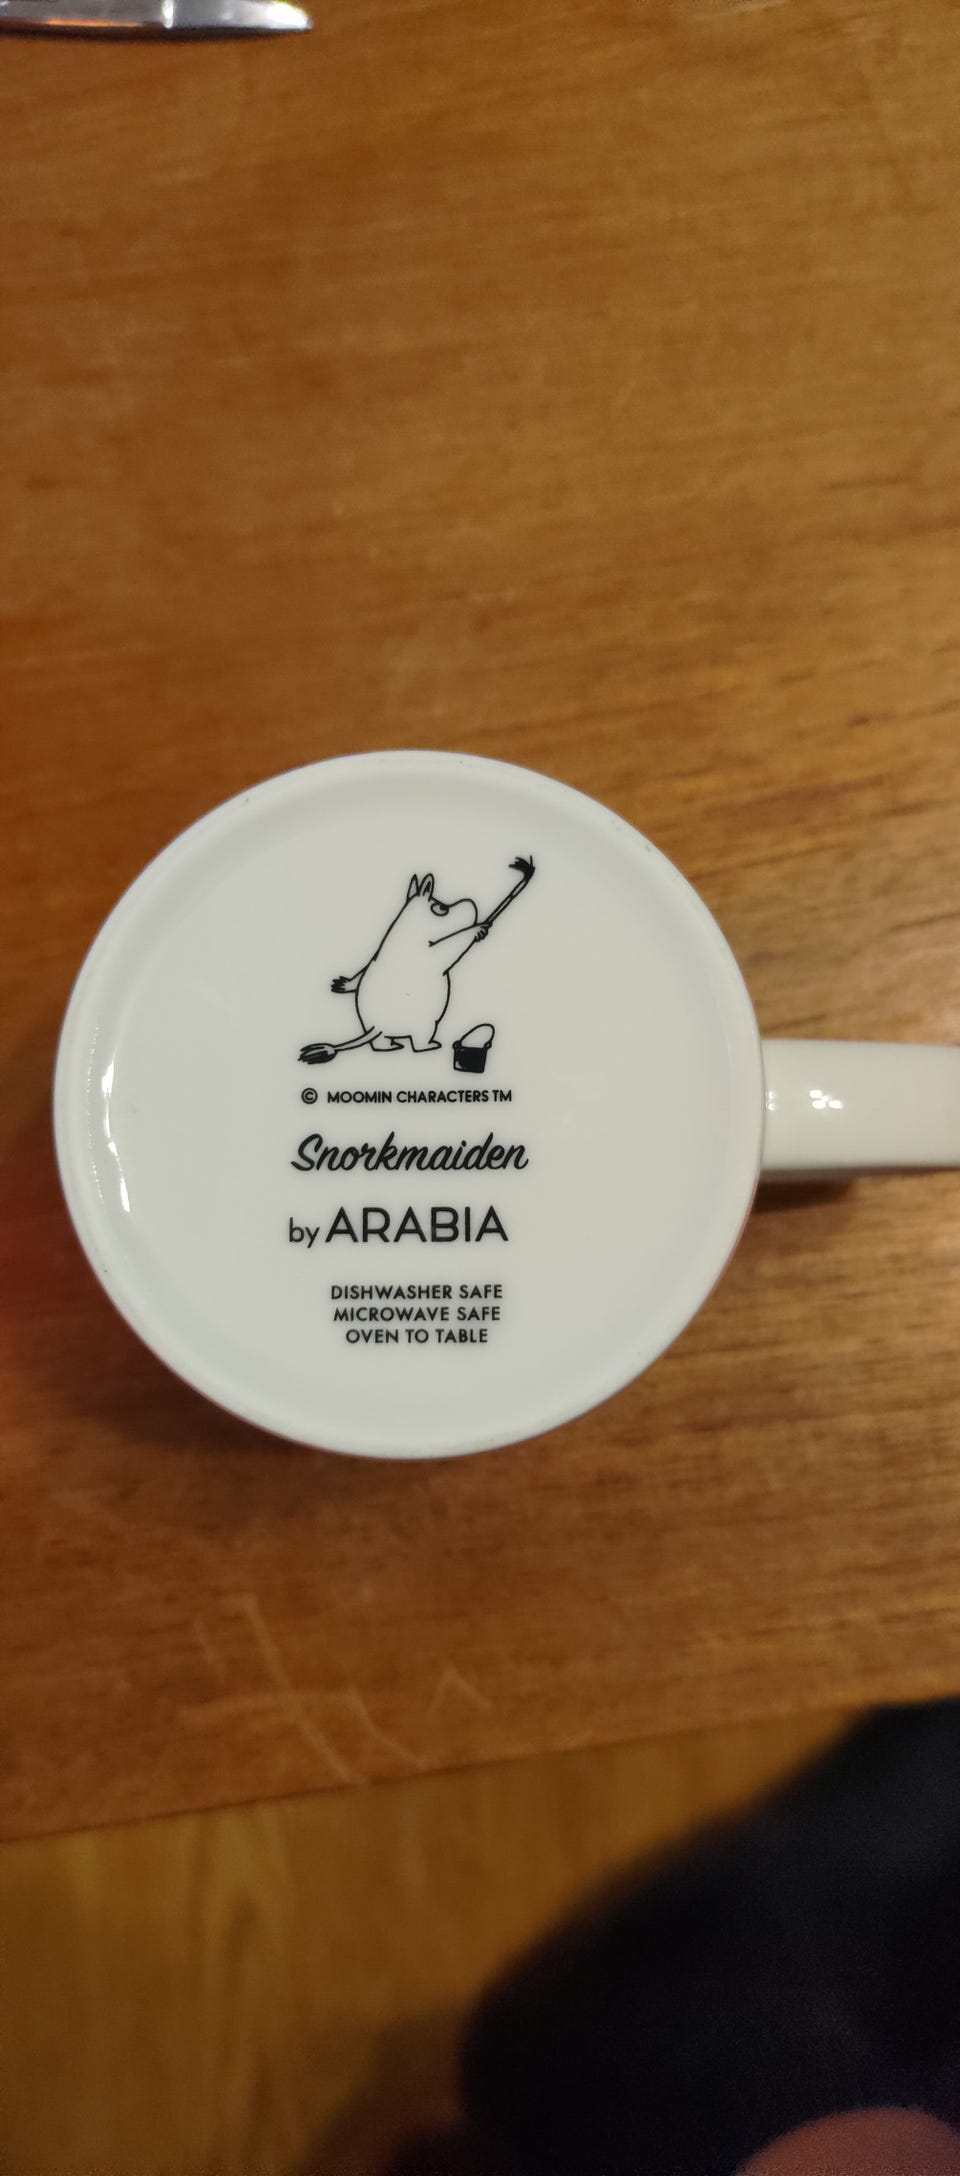 © MOOMIN CHARACTERS TM
Snorkmaiden
by ARABIA
DISHWASHER SAFE
MICROWAVE SAFE
OVEN TO TABLE